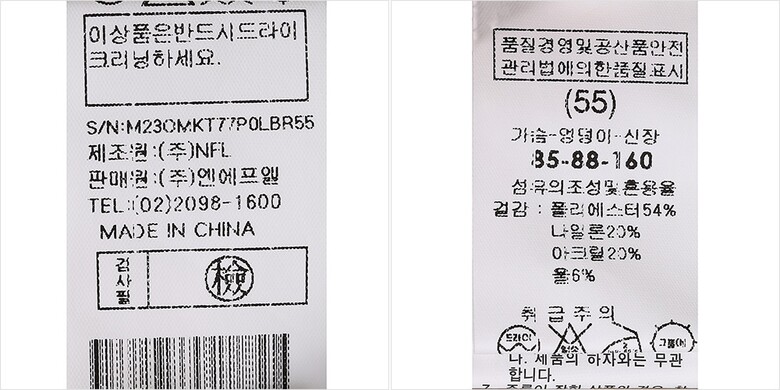 이상품은반드시드라이
크리닝하세요.
S/N:M23OMKT77P0LBR55
제조원:(주)NFL
판매원:(주)엔에프엘
TEL:(02)2098-1600
MADE IN CHINA
검사필
檢
품질경영및공산품안전
관리법에의한품질표시
(55)
가슴-엉덩이-신장
85-88-160
섬유의조성및혼용율
겉감 : 폴리에스터54%
나일론20%
아크릴20%
울6%
취급주의
드라이
염소
나. 제품의 하자와는 무관
합니다.